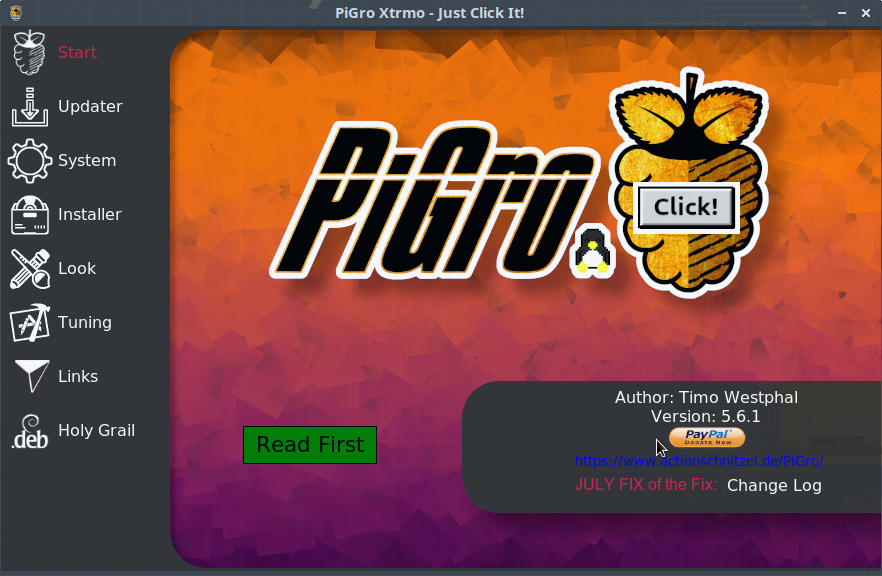 PiGro Xtrmo - Just Click It!
Start
Updater
System
Installer
Look
Tuning
Links
.deb Holy Grail
PiGro
Click!
Read First
Author: Timo Westphal
Version: 5.6.1
PayPal
Donate Now
https://www.actionschnitzel.de/PiGro/
JULY FIX of the Fix: Change Log